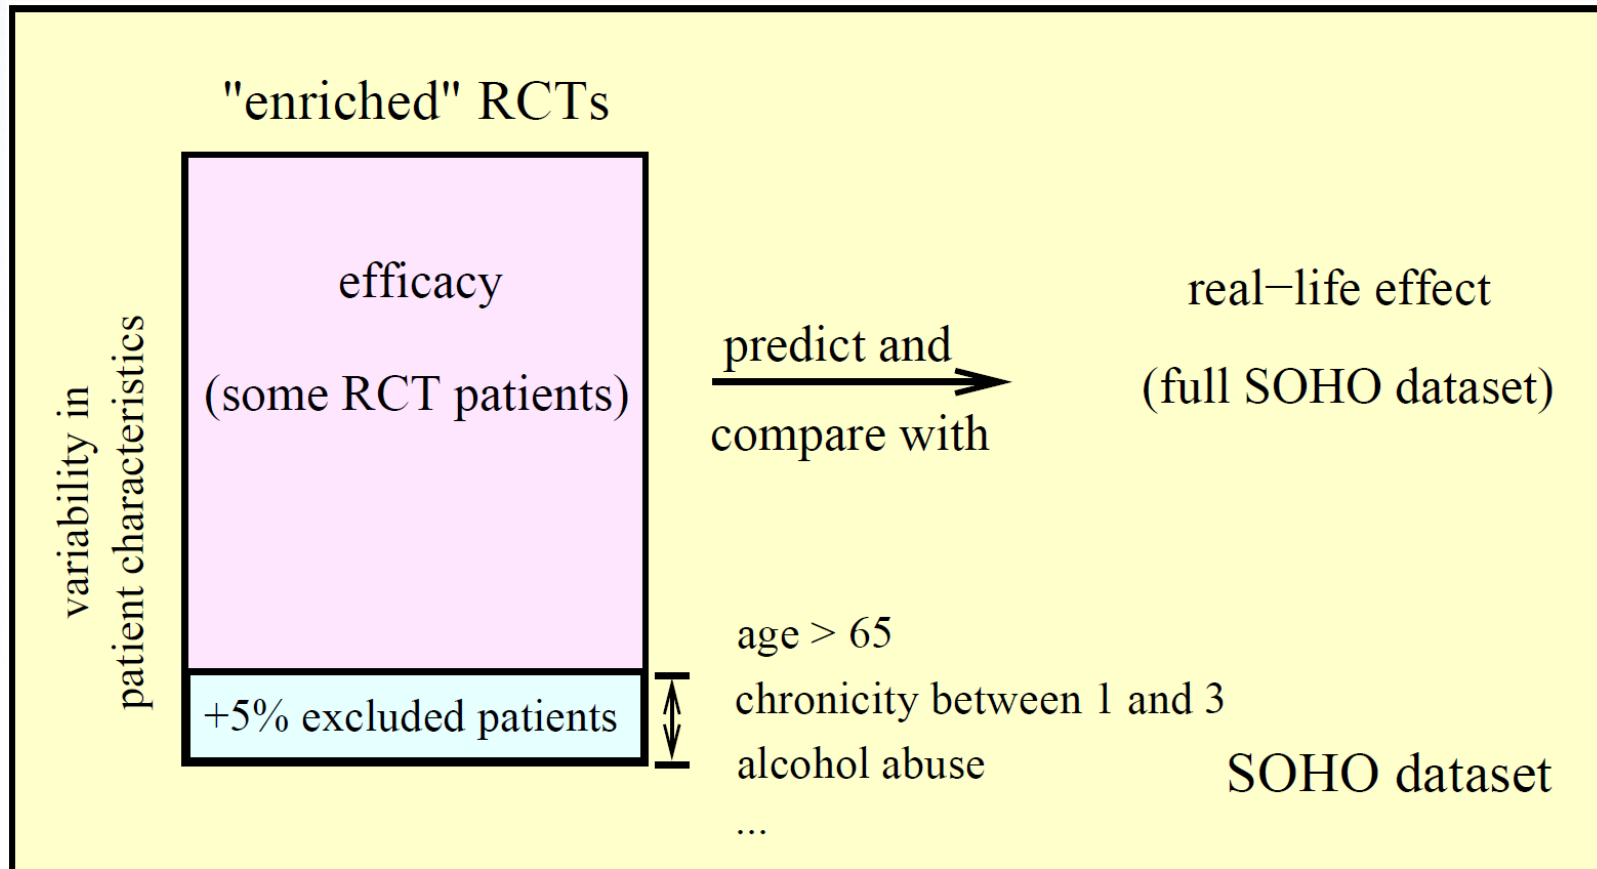 "enriched" RCTs
efficacy
(some RCT patients)
variability in
patient characteristics
+5% excluded patients
predict and
compare with
real−life effect
(full SOHO dataset)
age > 65
chronicity between 1 and 3
alcohol abuse
...
SOHO dataset